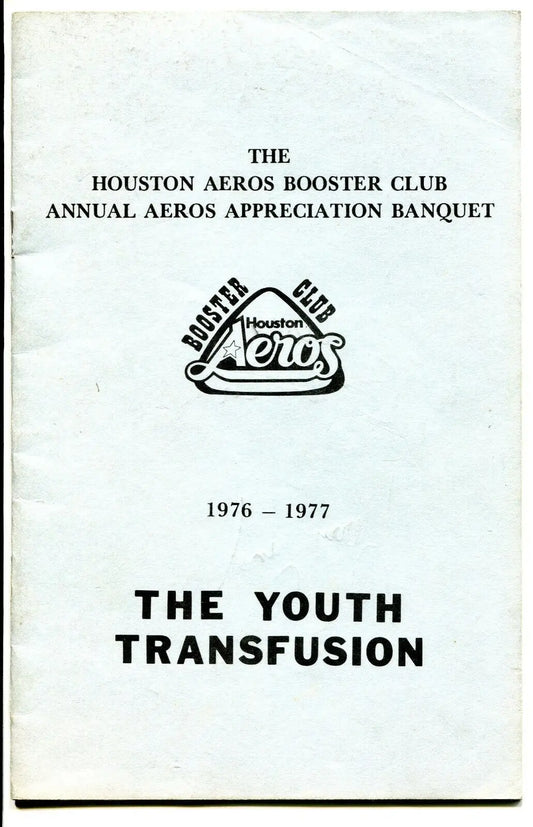 THE
HOUSTON AEROS BOOSTER CLUB
ANNUAL AEROS APPRECIATION BANQUET
BOOSTER CLUB
Houston
Aeros
1976 – 1977
THE YOUTH
TRANSFUSION